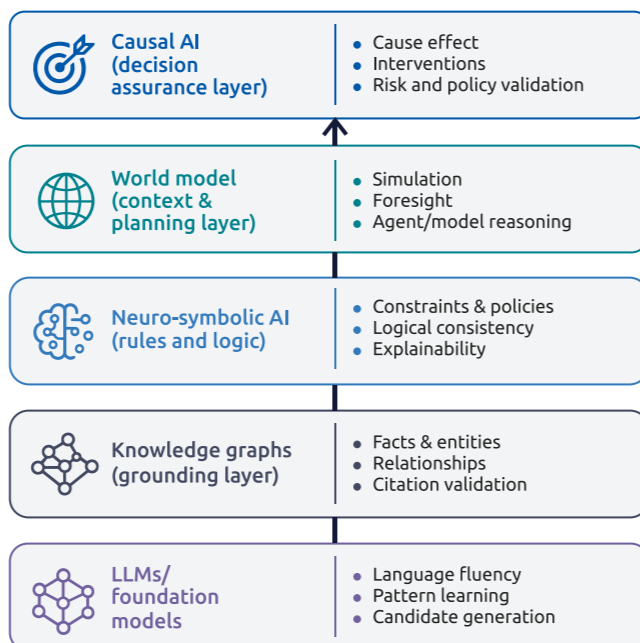 Causal AI
(decision
assurance layer)
• Cause effect
• Interventions
• Risk and policy validation
World model
(context &
planning layer)
• Simulation
• Foresight
• Agent/model reasoning
Neuro-symbolic AI
(rules and logic)
• Constraints & policies
• Logical consistency
• Explainability
Knowledge graphs
(grounding layer)
• Facts & entities
• Relationships
• Citation validation
LLMs/
foundation
models
• Language fluency
• Pattern learning
• Candidate generation